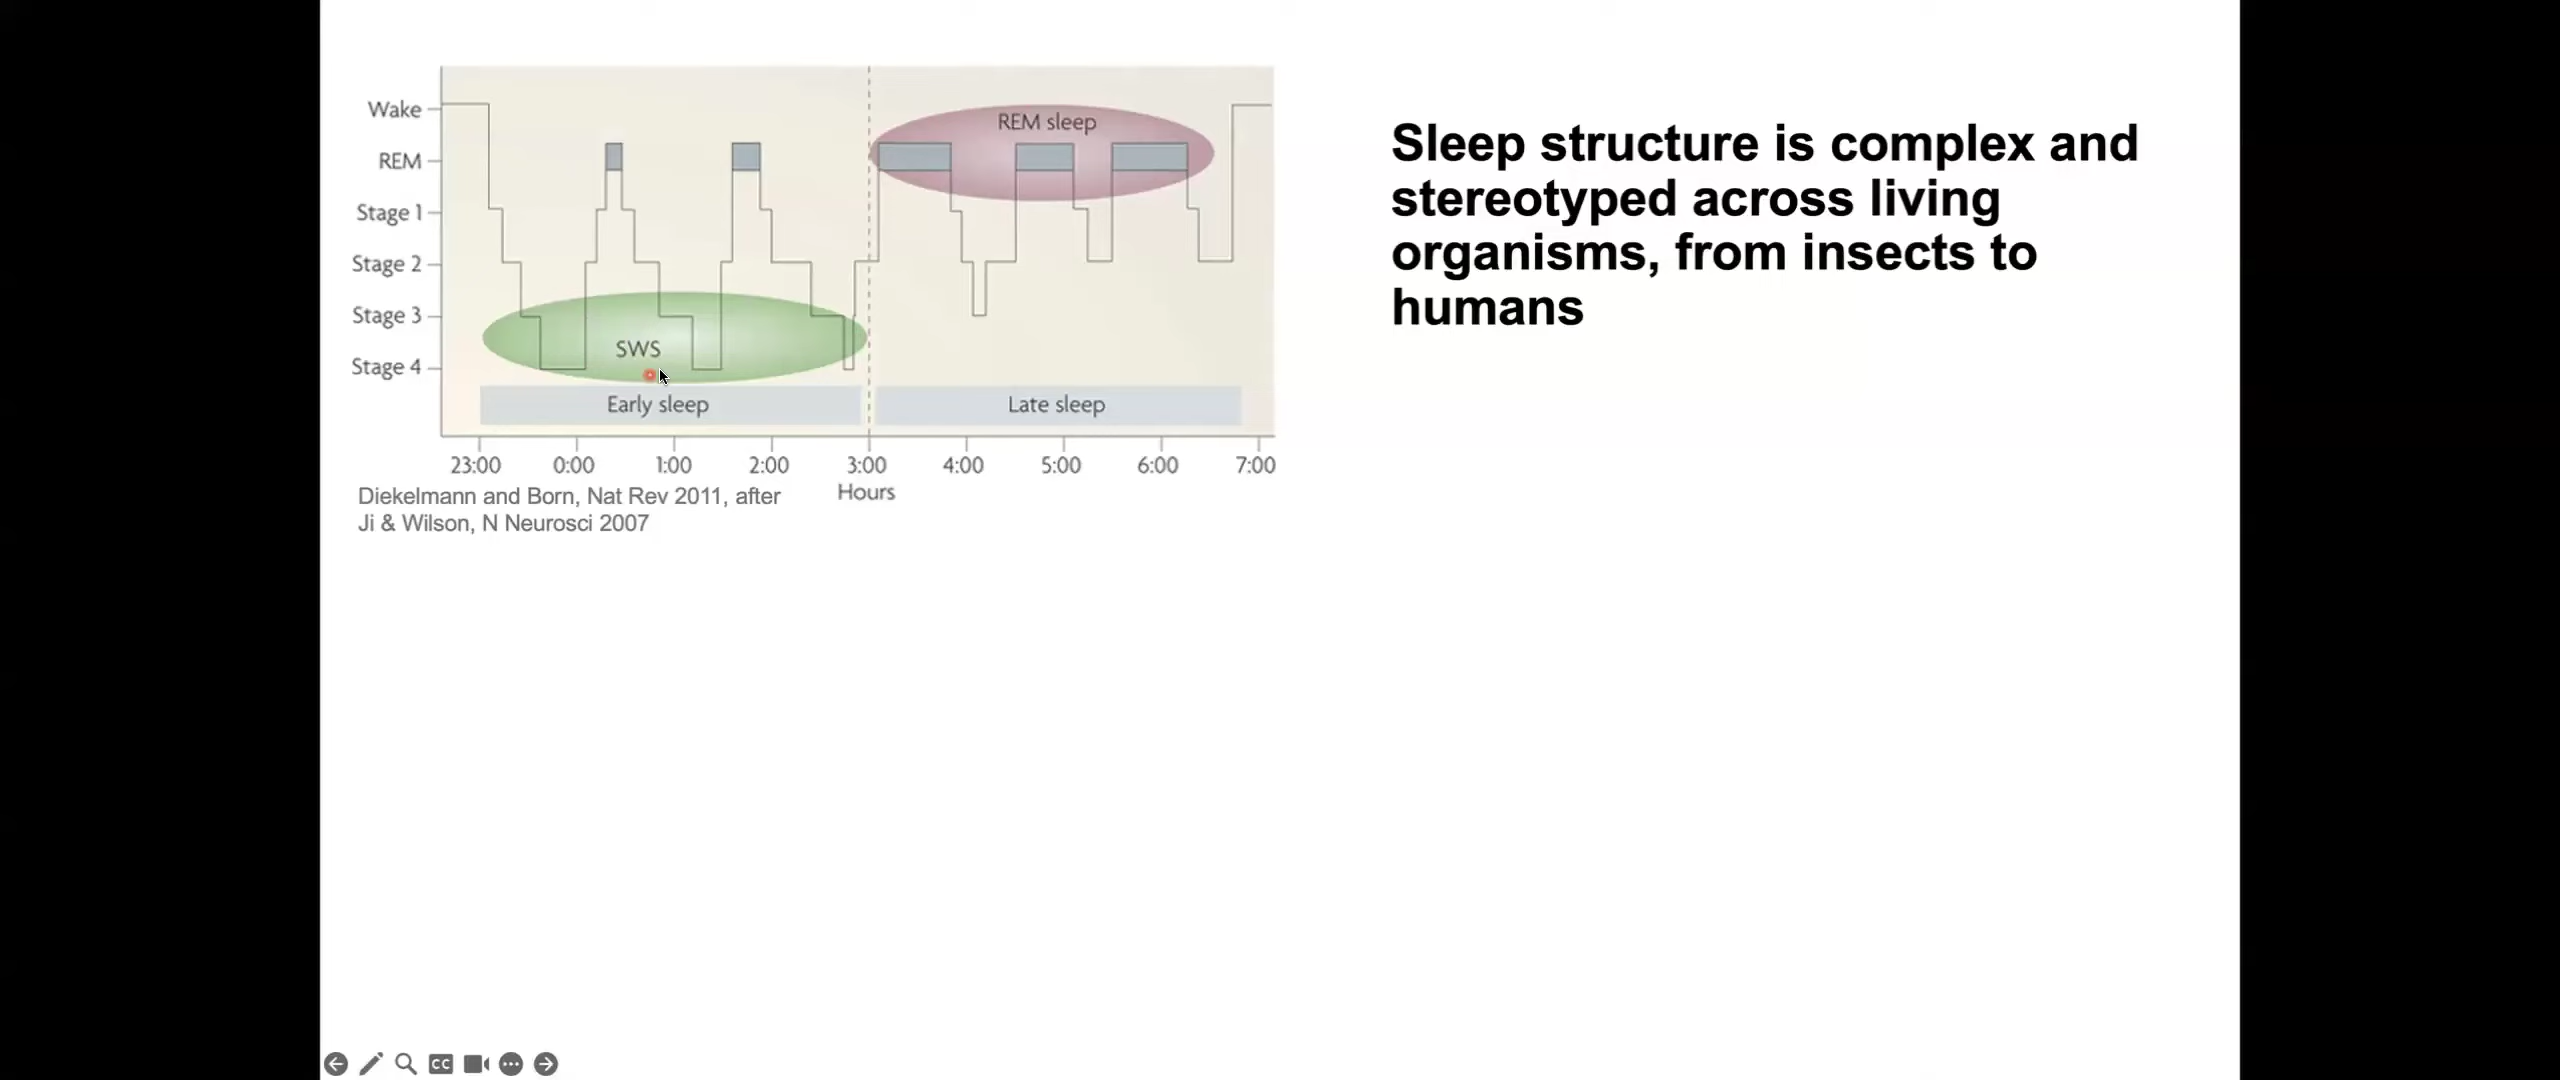 Wake
REM
Stage 1
Stage 2
Stage 3
Stage 4
REM sleep
SWS
Early sleep
Late sleep
23:00 0:00 1:00 2:00 3:00 4:00 5:00 6:00 7:00
Hours
Diekelmann and Born, Nat Rev 2011, after
Ji & Wilson, N Neurosci 2007
Sleep structure is complex and
stereotyped across living
organisms, from insects to
humans
CC